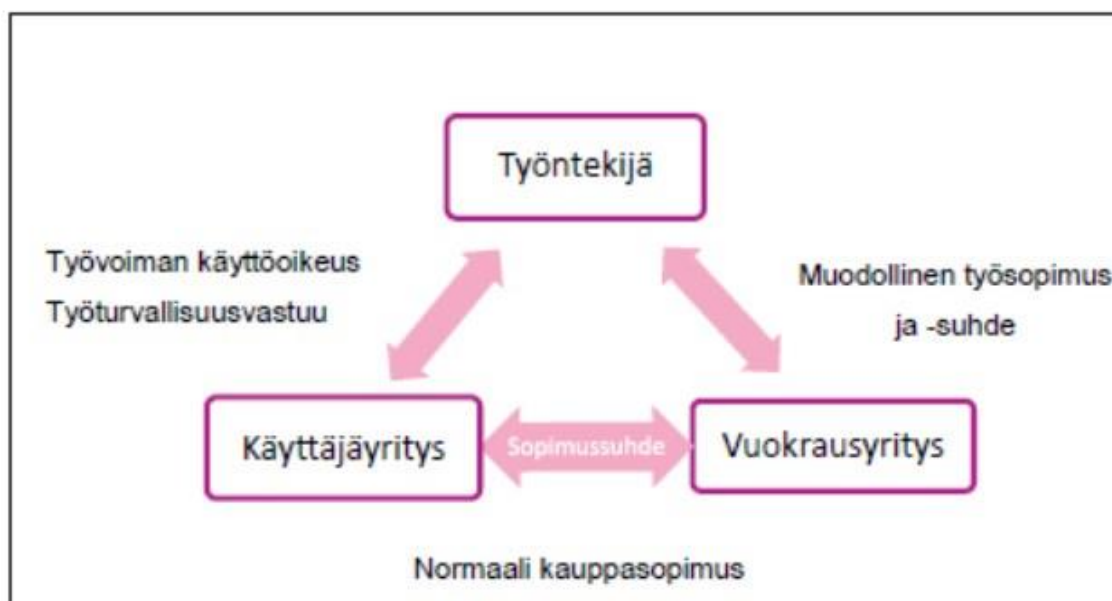 Työntekijä
Työvoiman käyttöoikeus
Työturvallisuusvastuu
Muodollinen työsopimus
ja -suhde
Käyttäjäyritys
Sopimussuhde
Vuokrausyritys
Normaali kauppasopimus